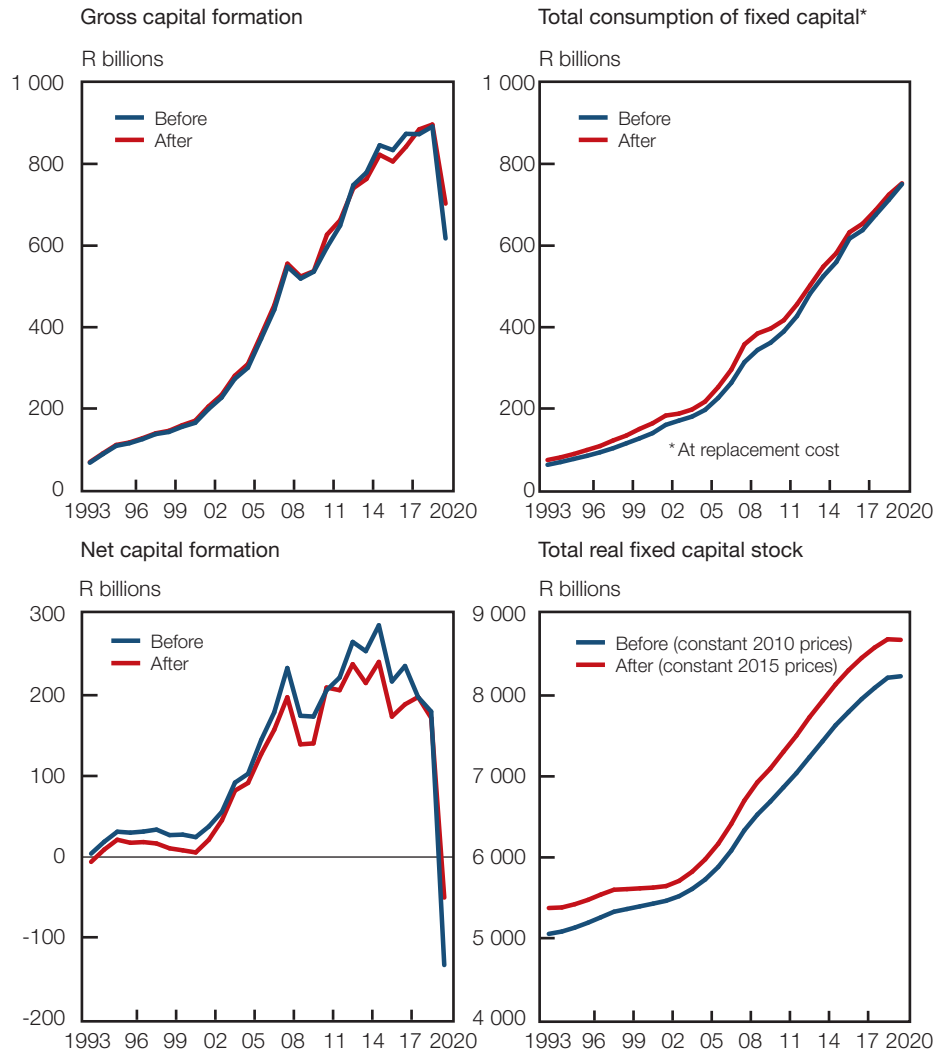 Gross capital formation
R billions
1 000
800
600
400
200
0
Before
After
1993 96 99 02 05 08 11 14 17 2020
Total consumption of fixed capital*
R billions
1 000
800
600
400
200
0
Before
After
* At replacement cost
1993 96 99 02 05 08 11 14 17 2020
Net capital formation
R billions
300
200
100
0
-100
-200
Before
After
1993 96 99 02 05 08 11 14 17 2020
Total real fixed capital stock
R billions
9 000
8 000
7 000
6 000
5 000
4 000
Before (constant 2010 prices)
After (constant 2015 prices)
1993 96 99 02 05 08 11 14 17 2020